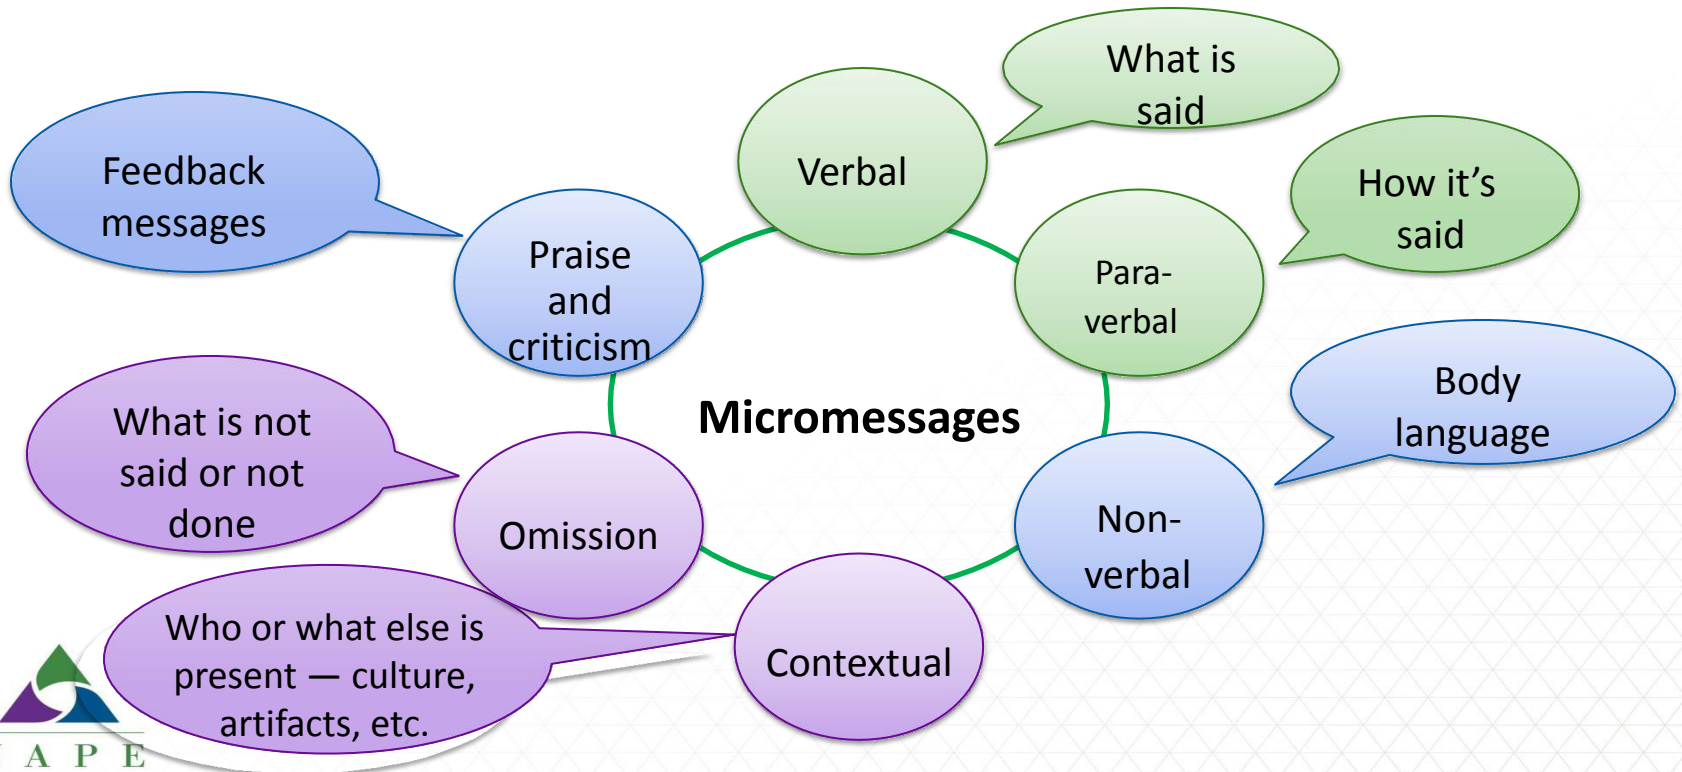 What is
said
Verbal
Feedback
messages
How it's
said
Praise
and
criticism
Para-
verbal
Micromessages
Body
language
What is not
said or not
done
Omission
Non-
verbal
Who or what else is
present — culture,
artifacts, etc.
Contextual
A P E